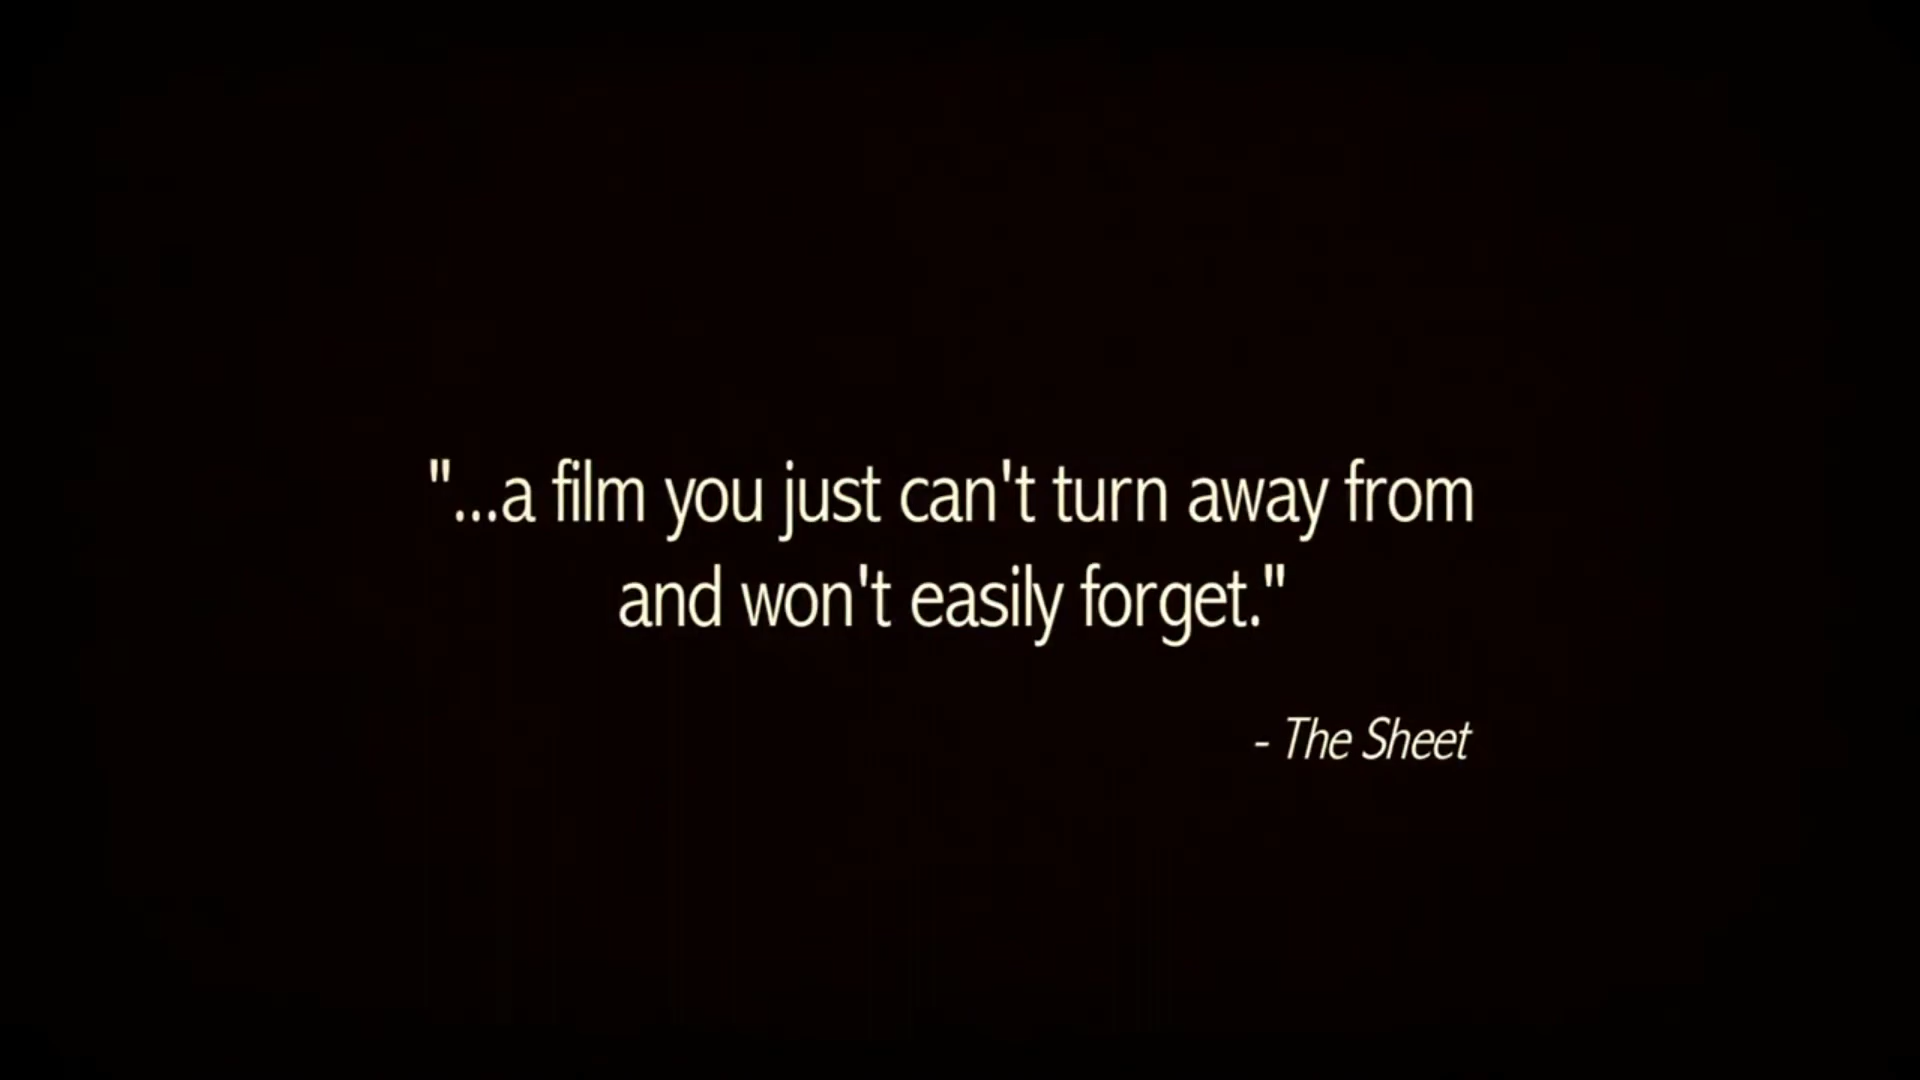 "...a film you just can't turn away from
and won't easily forget."
- The Sheet